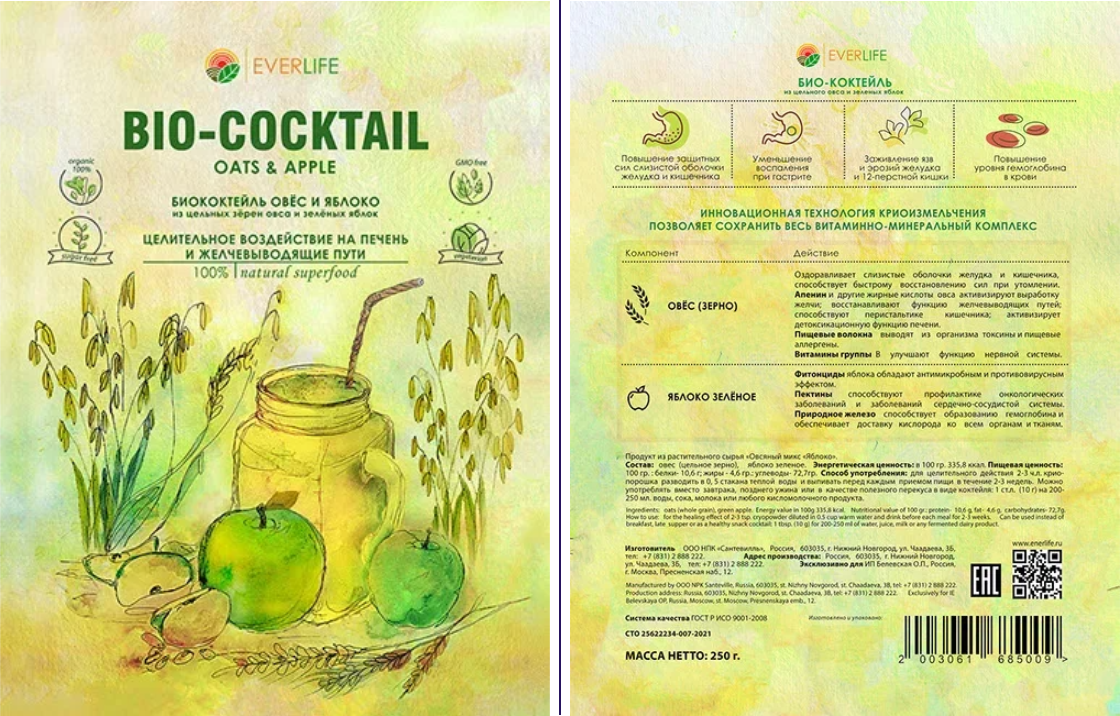 EVERLIFE
BIO-COCKTAIL
OATS & APPLE
organic
100%
GMO free
sugar free
vegetarian
БИОКОКТЕЙЛЬ ОВЁС И ЯБЛОКО
из цельных зёрен овса и зелёных яблок
ЦЕЛИТЕЛЬНОЕ ВОЗДЕЙСТВИЕ НА ПЕЧЕНЬ
И ЖЕЛЧЕВЫВОДЯЩИЕ ПУТИ
100% natural superfood
EVERLIFE
БИО-КОКТЕЙЛЬ
из цельного овса и зеленых яблок
Повышение защитных
сил слизистой оболочки
желудка и кишечника
Уменьшение
воспаления
при гастрите
Заживление язв
и эрозий желудка
и 12-перстной кишки
Повышение
уровня гемоглобина
в крови
ИННОВАЦИОННАЯ ТЕХНОЛОГИЯ КРИОИЗМЕЛЬЧЕНИЯ
ПОЗВОЛЯЕТ СОХРАНИТЬ ВЕСЬ ВИТАМИННО-МИНЕРАЛЬНЫЙ КОМПЛЕКС
Компонент Действие
ОВЁС (ЗЕРНО)
Оздоравливает слизистые оболочки желудка и кишечника,
способствует быстрому восстановлению сил при утомлении.
Апенин и другие жирные кислоты овса активизируют выработку
желчи; восстанавливают функцию желчевыводящих путей;
способствуют перистальтике кишечника; активизирует
детоксикационную функцию печени.
Пищевые волокна выводят из организма токсины и пищевые
аллергены.
Витамины группы В улучшают функцию нервной системы.
ЯБЛОКО ЗЕЛЁНОЕ
Фитонциды яблока обладают антимикробным и противовирусным
эффектом.
Пектины способствуют профилактике онкологических
заболеваний и заболеваний сердечно-сосудистой системы.
Природное железо способствует образованию гемоглобина и
обеспечивает доставку кислорода ко всем органам и тканям.
Продукт из растительного сырья «Овсяный микс «Яблоко».
Состав: овес (цельное зерно), яблоко зеленое. Энергетическая ценность: в 100 гр. 335,8 ккал. Пищевая ценность:
100 гр. : белки- 10,6 г; жиры - 4,6 гр.; углеводы- 72,7гр. Способ употребления: для целительного действия 2-3 ч.л. крио-
порошка разводить в 0, 5 стакана теплой воды и выпивать перед каждым приемом пищи в течение 2-3 недель. Можно
употреблять вместо завтрака, позднего ужина или в качестве полезного перекуса в виде коктейля: 1 ст.л. (10 г) на 200-
250 мл. воды, сока, молока или любого кисломолочного продукта.
Ingredients: oats (whole grain), green apple. Energy value in 100g 335.8 kcal. Nutritional value of 100 gr.: protein- 10,6 g, fat- 4,6 g, carbohydrates- 72,7g.
How to use: for the healing effect of 2-3 tsp. cryopowder diluted in 0.5 cup warm water and drink before each meal for 2-3 weeks. Can be used instead of
breakfast, late supper or as a healthy snack cocktail: 1 tbsp. (10 g) for 200-250 ml of water, juice, milk or any fermented dairy product.
www.enerlife.ru
Изготовитель ООО НПК «Сантевилль», Россия, 603035, г. Нижний Новгород, ул. Чаадаева, 3Б,
тел: +7 (831) 2 888 222. Адрес производства: Россия, 603035, г. Нижний Новгород,
ул. Чаадаева, 3Б, тел: +7 (831) 2 888 222. Эксклюзивно для ИП Белевская О.П., Россия,
г. Москва, Пресненская наб., 12.
Manufactured by OOO NPK Santeville, Russia, 603035, st. Nizhny Novgorod, st. Chaadaeva, 3B, tel: +7 (831) 2 888 222.
Production address: Russia, 603035, Nizhny Novgorod, st. Chaadaeva, 3B, tel: +7 (831) 2 888 222. Exclusively for IE
Belevskaya OP, Russia, Moscow, st. Moscow, Presnenskaya emb., 12.
EAC
Система качества ГОСТ Р ИСО 9001-2008
Изготовлено и упаковано:
СТО 25622234-007-2021
МАССА НЕТТО: 250 г.
2 003061 685009 >